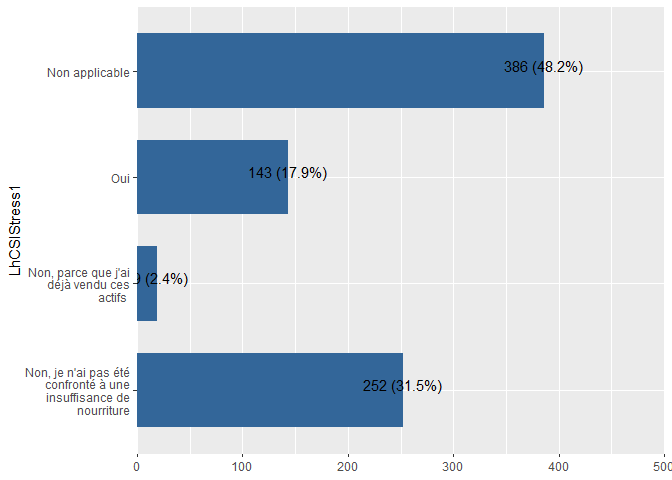 LhCSIStress1
Non applicable
386 (48.2%)
Oui
143 (17.9%)
Non, parce que j'ai
déjà vendu ces
actifs
9 (2.4%)
Non, je n'ai pas été
confronté à une
insuffisance de
nourriture
252 (31.5%)
0 100 200 300 400 500